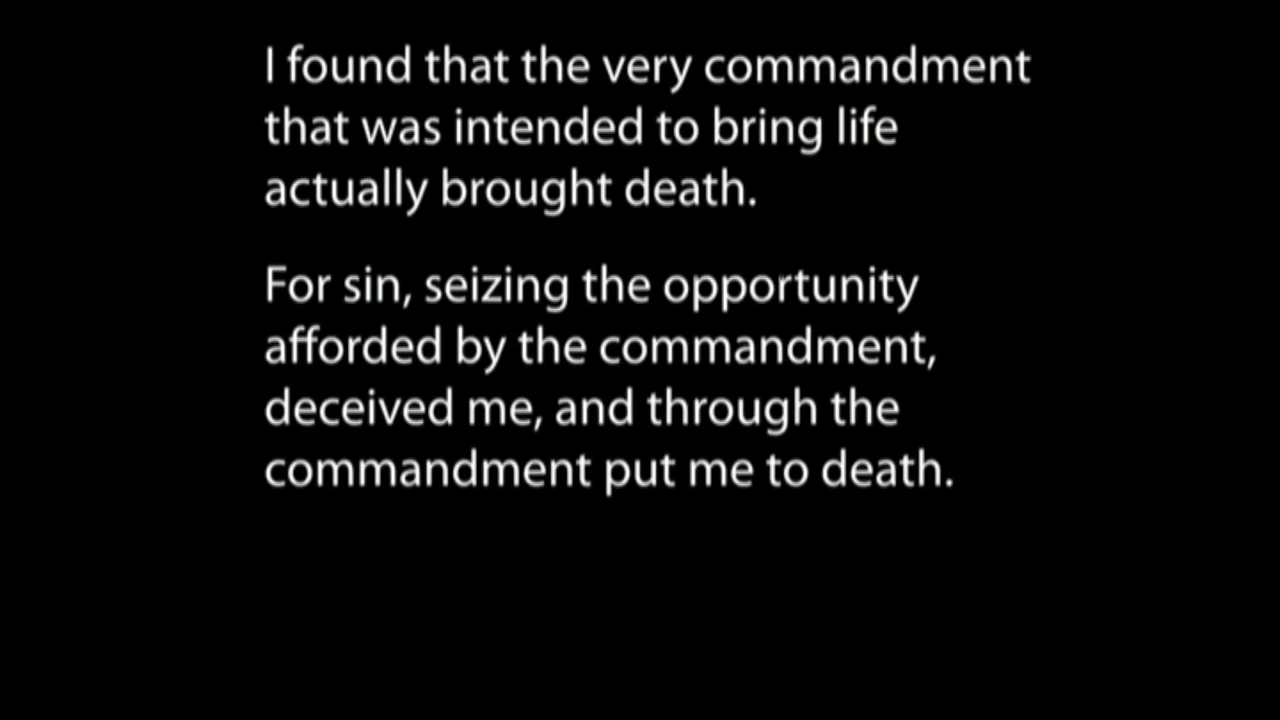 I found that the very commandment
that was intended to bring life
actually brought death.
For sin, seizing the opportunity
afforded by the commandment,
deceived me, and through the
commandment put me to death.